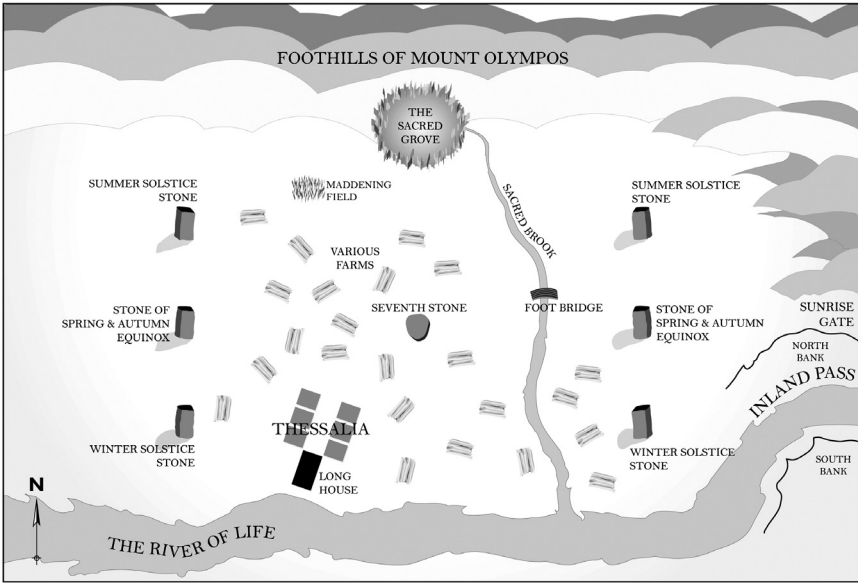 FOOTHILLS OF MOUNT OLYMPOS
THE
SACRED
GROVE
SUMMER SOLSTICE
STONE
MADDENING
FIELD
SACRED BROOK
SUMMER SOLSTICE
STONE
VARIOUS
FARMS
STONE OF
SPRING & AUTUMN
EQUINOX
SEVENTH STONE
FOOT BRIDGE
STONE OF
SPRING & AUTUMN
EQUINOX
SUNRISE
GATE
NORTH
BANK
INLAND PASS
THESSALIA
WINTER SOLSTICE
STONE
LONG
HOUSE
WINTER SOLSTICE
STONE
SOUTH
BANK
N
THE RIVER OF LIFE